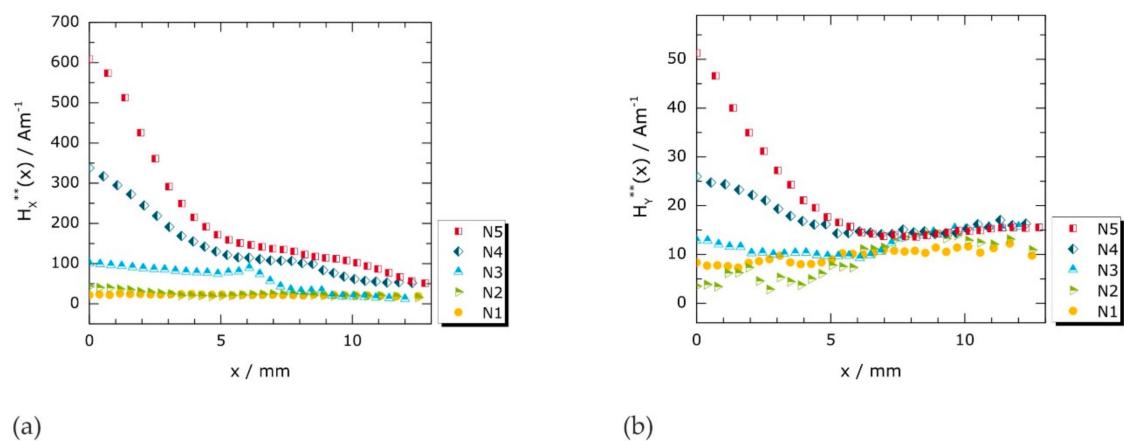 700
600
500
400
300
200
100
0
H_X^**(x) / Am^-1
0 5 10
x / mm
N5
N4
N3
N2
N1
(a)
50
40
30
20
10
0
H_Y^**(x) / Am^-1
0 5 10
x / mm
N5
N4
N3
N2
N1
(b)